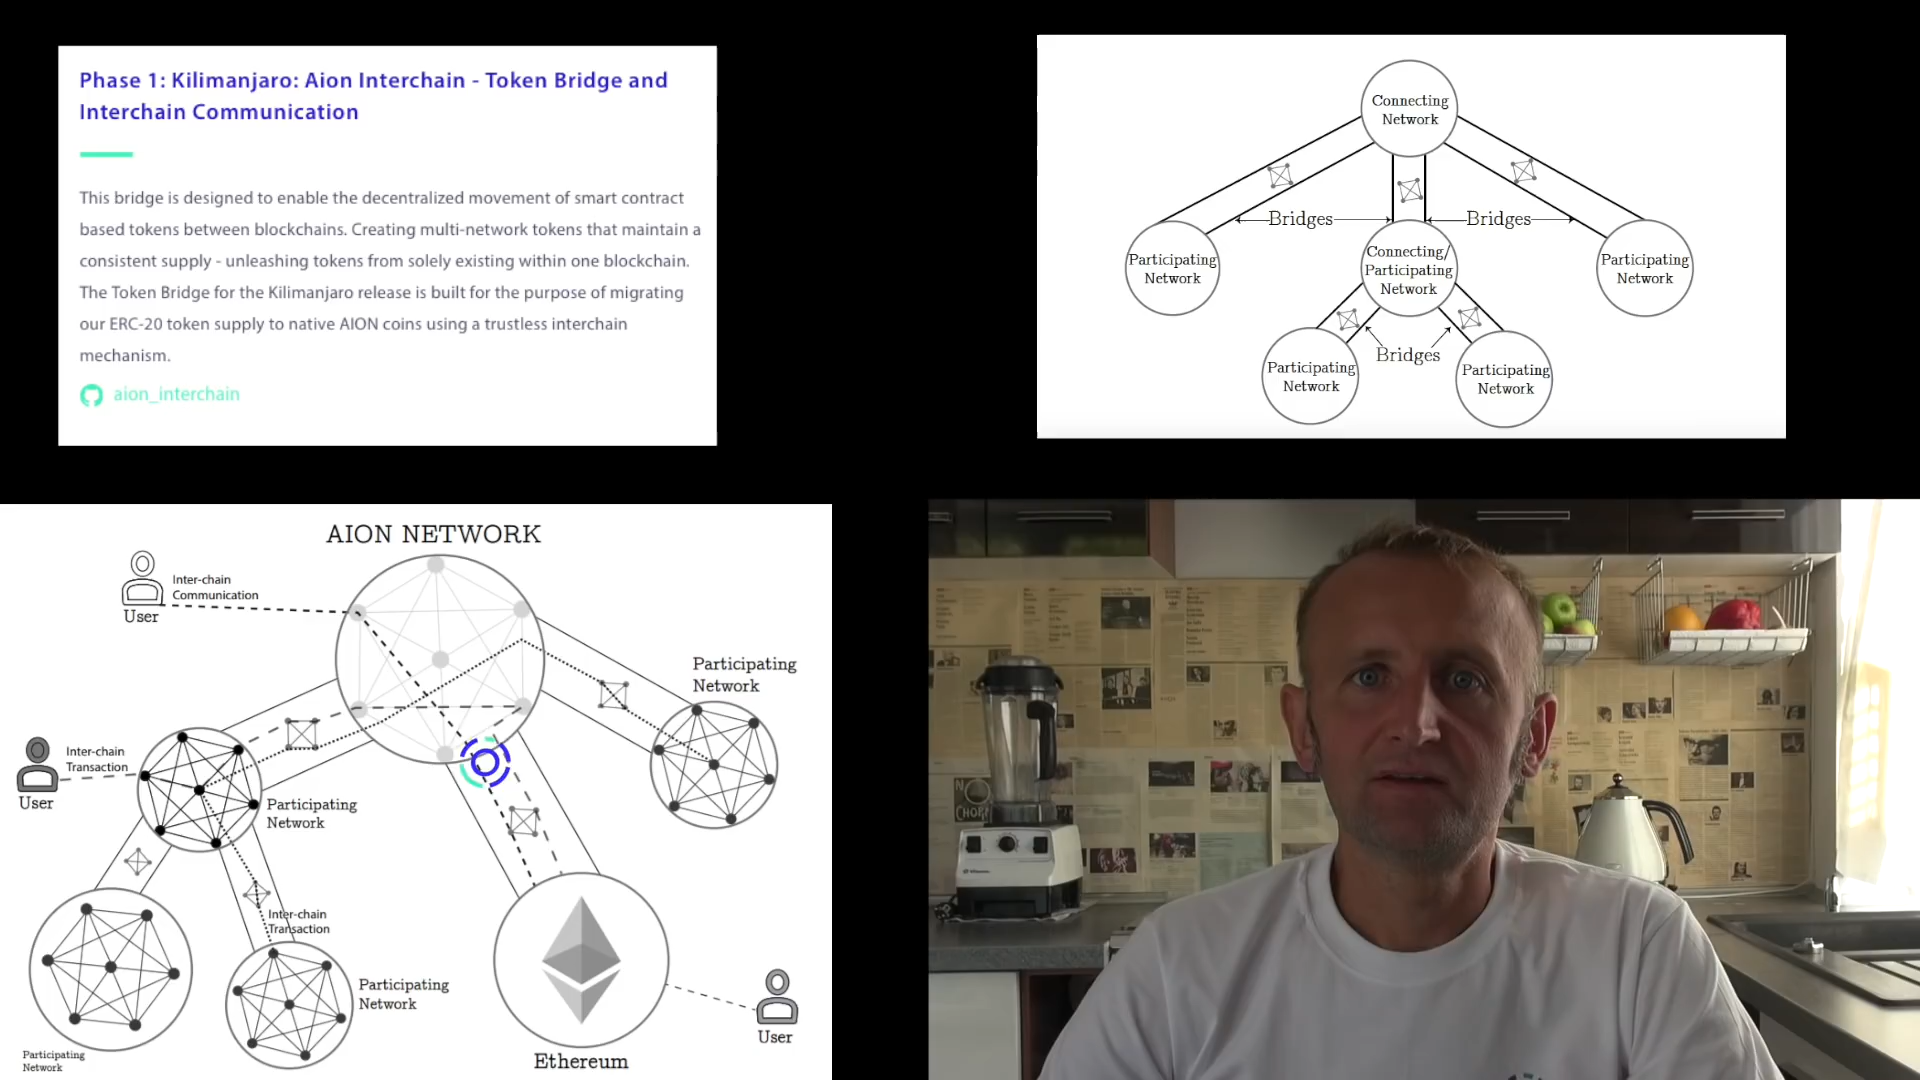 Phase 1: Kilimanjaro: Aion Interchain - Token Bridge and
Interchain Communication
This bridge is designed to enable the decentralized movement of smart contract
based tokens between blockchains. Creating multi-network tokens that maintain a
consistent supply - unleashing tokens from solely existing within one blockchain.
The Token Bridge for the Kilimanjaro release is built for the purpose of migrating
our ERC-20 token supply to native AION coins using a trustless interchain
mechanism.
aion_interchain
Connecting
Network
Bridges
Bridges
Participating
Network
Connecting/
Participating
Network
Participating
Network
Bridges
Participating
Network
Participating
Network
AION NETWORK
Inter-chain
Communication
User
Participating
Network
Inter-chain
Transaction
User
Participating
Network
Inter-chain
Transaction
Participating
Network
Participating
Network
Ethereum
User
NO
CHOP